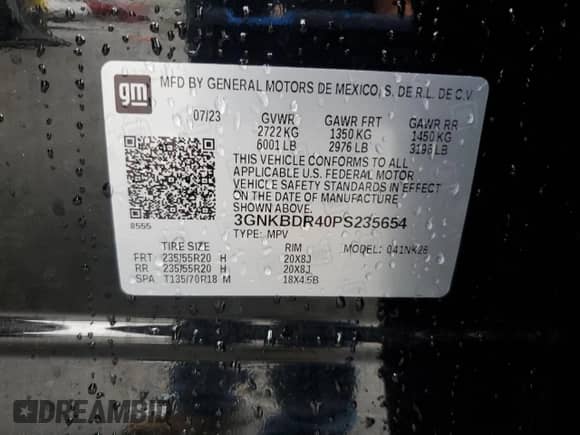 gm
MFD BY GENERAL MOTORS DE MEXICO, S. DE R.L. DE C.V.
07/23 GVWR GAWR FRT GAWR RR
2722 KG 1350 KG 1450 KG
6001 LB 2976 LB 3196 LB
THIS VEHICLE CONFORMS TO ALL
APPLICABLE U.S. FEDERAL MOTOR
VEHICLE SAFETY STANDARDS IN EFFECT
ON THE DATE OF MANUFACTURE
SHOWN ABOVE.
3GNKBDR40PS235654
8555
TYPE: MPV MODEL: 041NK26
TIRE SIZE RIM
FRT 235/55R20 H 20X8J
RR 235/55R20 H 20X8J
SPA T135/70R18 M 18X4.5B
DREAMBID